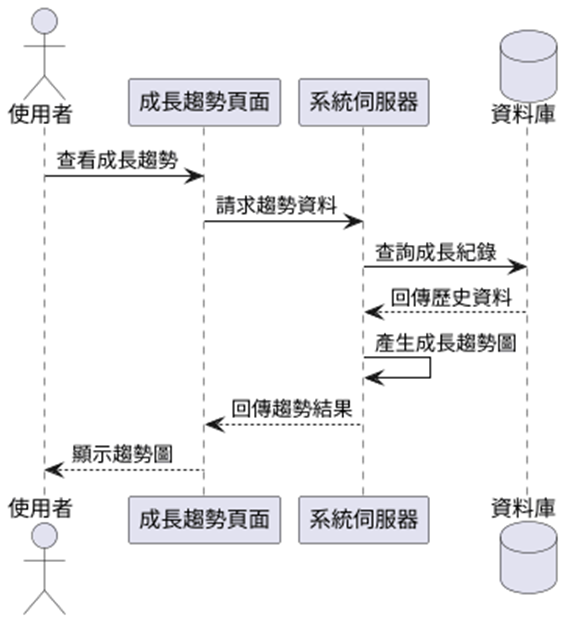 使用者
成長趨勢頁面
系統伺服器
資料庫
查看成長趨勢
請求趨勢資料
查詢成長紀錄
回傳歷史資料
產生成長趨勢圖
回傳趨勢結果
顯示趨勢圖
使用者
成長趨勢頁面
系統伺服器
資料庫